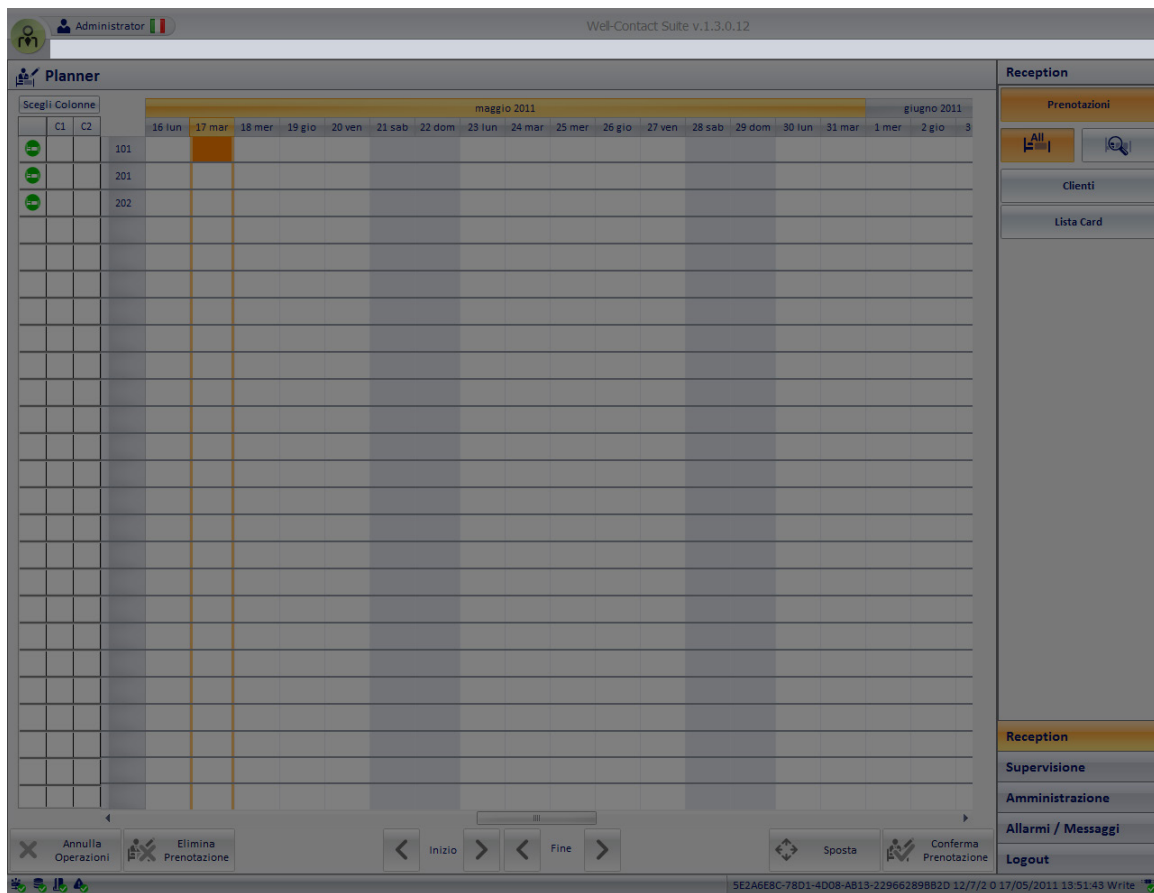 Administrator
Well-Contact Suite v.1.3.0.12
Planner
Reception
Scegli Colonne
maggio 2011
giugno 2011
Prenotazioni
C1 C2
16 lun 17 mar 18 mer 19 gio 20 ven 21 sab 22 dom 23 lun 24 mar 25 mer 26 gio 27 ven 28 sab 29 dom 30 lun 31 mar 1 mer 2 gio 3
101
All
201
Clienti
202
Lista Card
Reception
Supervisione
Amministrazione
Allarmi / Messaggi
Logout
Annulla Operazioni
Elimina Prenotazione
Inizio
Fine
Sposta
Conferma Prenotazione
5E2A6E8C-78D1-4D08-AB13-22966289BB2D 12/7/2 0 17/05/2011 13:51:43 Write